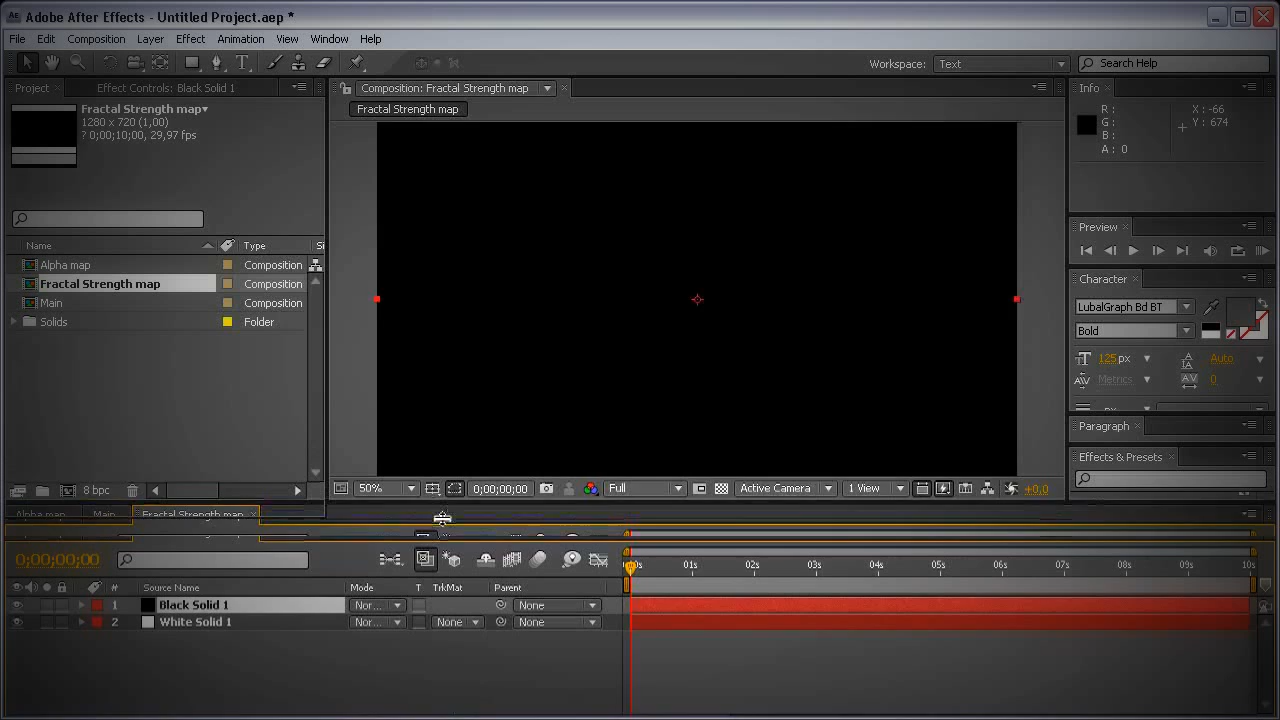 Adobe After Effects - Untitled Project.aep *
File Edit Composition Layer Effect Animation View Window Help
Workspace: Text Search Help
Project Effect Controls: Black Solid 1
Composition: Fractal Strength map
Info
Fractal Strength map▾
1280 x 720 (1,00)
? 0;00;10;00, 29,97 fps
Fractal Strength map
R :
G :
B :
A : 0
X : -66
Y : 674
Preview
Name Type Si
Alpha map Composition
Fractal Strength map Composition
Main Composition
Solids Folder
Character
LubalGraph Bd BT
Bold
125 px Auto
Metrics 0
px
Paragraph
Effects & Presets
8 bpc
50% 0;00;00;00 Full Active Camera 1 View +0,0
Alpha map Main Fractal Strength map
0;00;00;00
00s 01s 02s 03s 04s 05s 06s 07s 08s 09s 10s
# Source Name Mode T TrkMat Parent
1 Black Solid 1 Nor... None
2 White Solid 1 Nor... None None